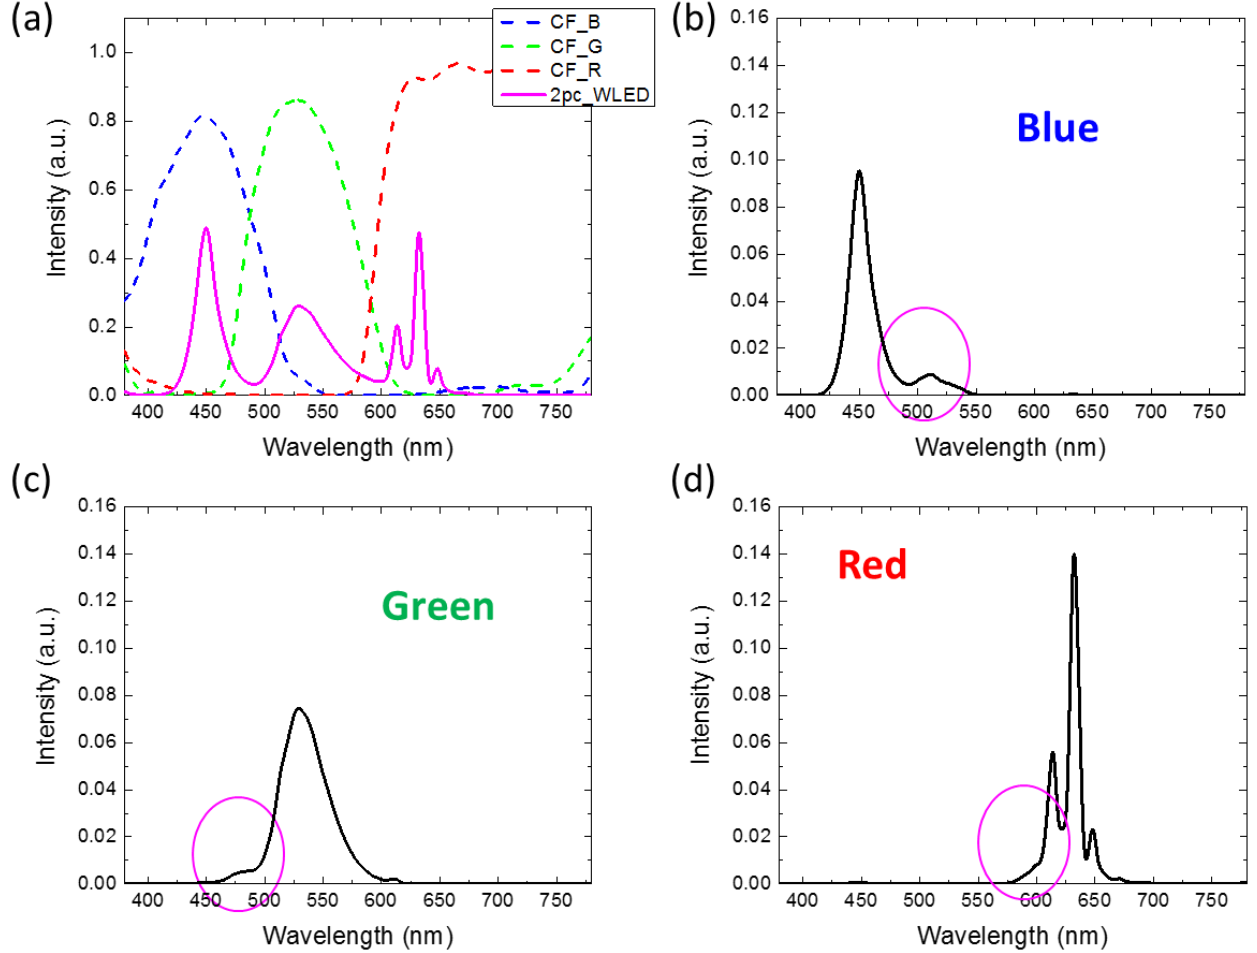 (a)
CF_B
CF_G
CF_R
2pc_WLED
1.0
0.8
0.6
0.4
0.2
0.0
400 450 500 550 600 650 700 750
Intensity (a.u.)
Wavelength (nm)
(b)
Blue
0.16
0.14
0.12
0.10
0.08
0.06
0.04
0.02
0.00
400 450 500 550 600 650 700 750
Intensity (a.u.)
Wavelength (nm)
(c)
Green
0.16
0.14
0.12
0.10
0.08
0.06
0.04
0.02
0.00
400 450 500 550 600 650 700 750
Intensity (a.u.)
Wavelength (nm)
(d)
Red
0.16
0.14
0.12
0.10
0.08
0.06
0.04
0.02
0.00
400 450 500 550 600 650 700 750
Intensity (a.u.)
Wavelength (nm)